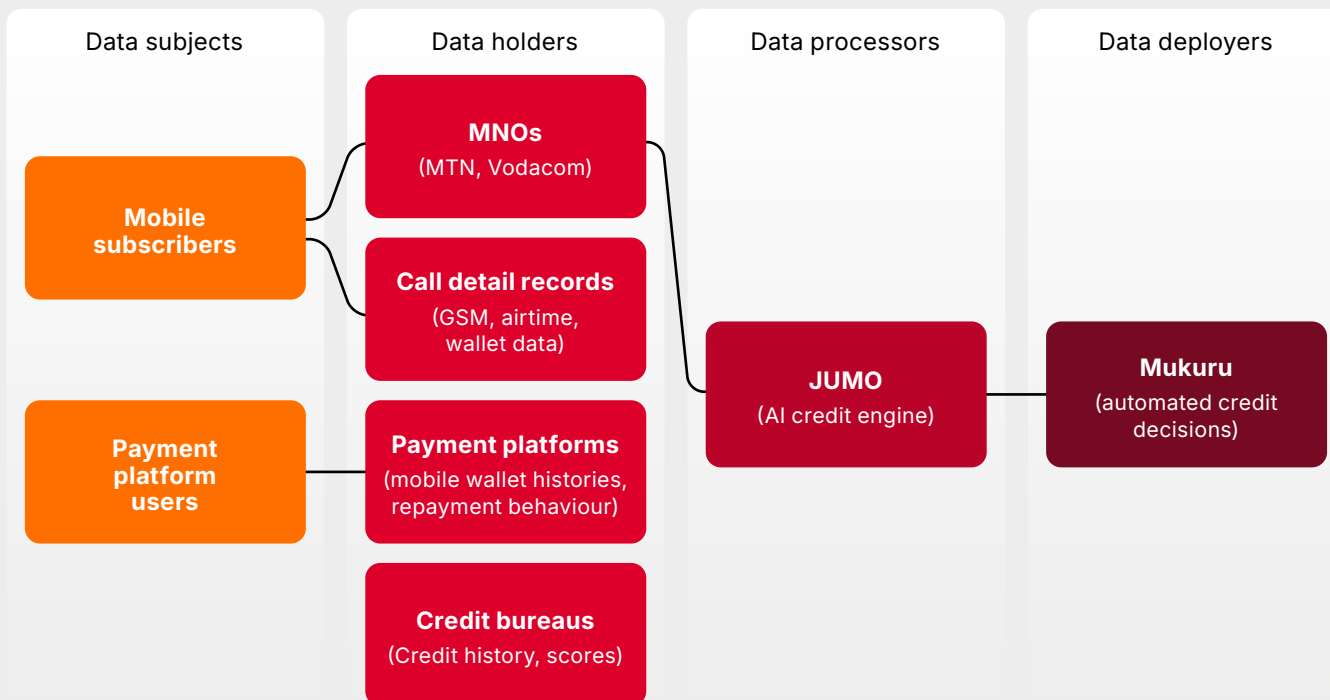 Data subjects
Data holders
Data processors
Data deployers
Mobile
subscribers
Payment
platform
users
MNOs
(MTN, Vodacom)
Call detail records
(GSM, airtime,
wallet data)
Payment platforms
(mobile wallet histories,
repayment behaviour)
Credit bureaus
(Credit history, scores)
JUMO
(AI credit engine)
Mukuru
(automated credit
decisions)